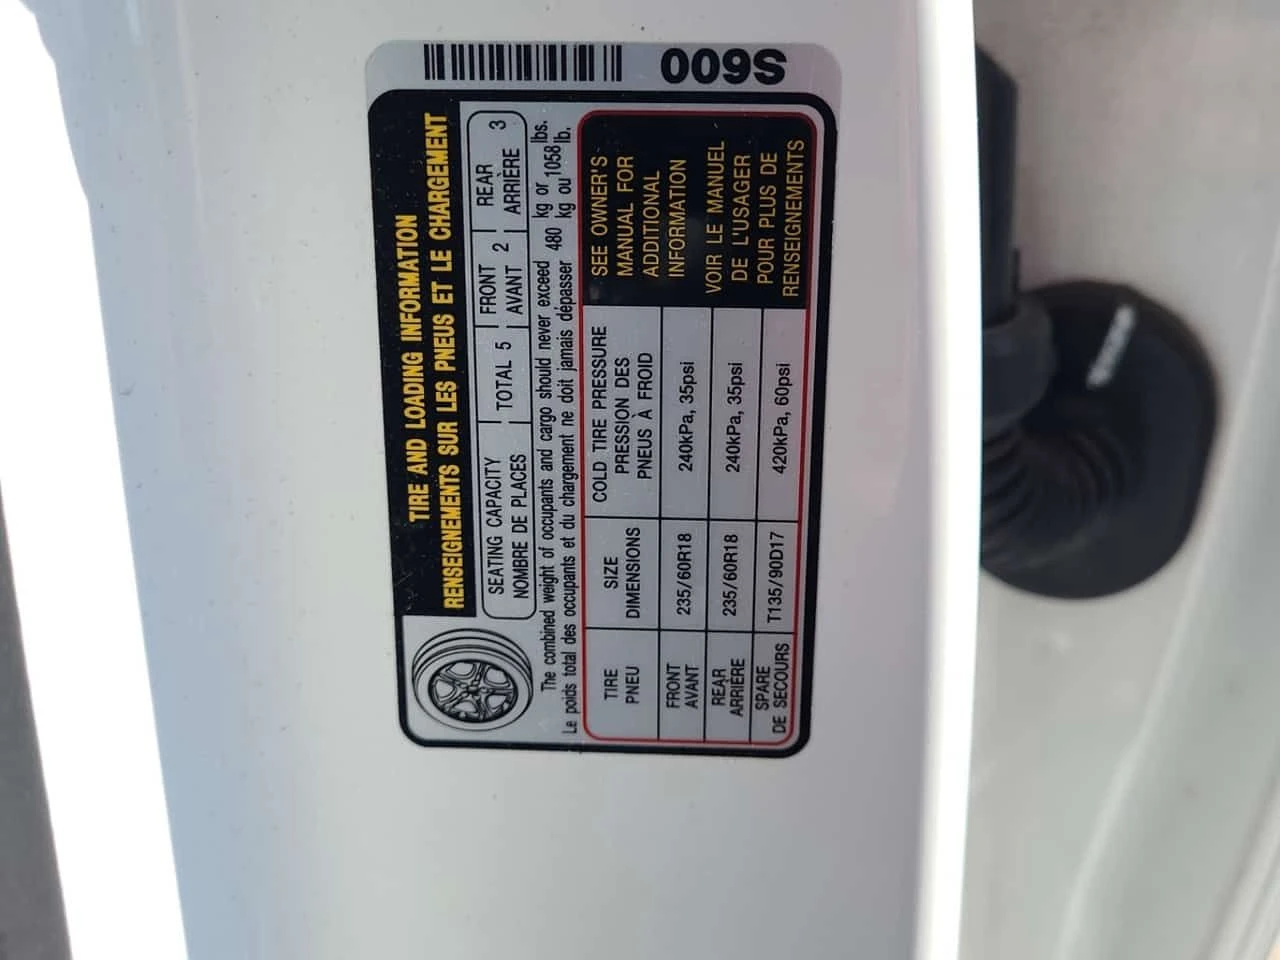 S600
TIRE AND LOADING INFORMATION
RENSEIGNEMENTS SUR LES PNEUS ET LE CHARGEMENT
SEATING CAPACITY
NOMBRE DE PLACES
TOTAL 5
FRONT
AVANT 2
REAR
ARRIÈRE 3
The combined weight of occupants and cargo should never exceed 480 kg or 1058 lbs.
Le poids total des occupants et du chargement ne doit jamais dépasser 480 kg ou 1058 lb.
TIRE
PNEU
SIZE
DIMENSIONS
COLD TIRE PRESSURE
PRESSION DES
PNEUS À FROID
FRONT
AVANT
235/60R18
240kPa, 35psi
REAR
ARRIÈRE
235/60R18
240kPa, 35psi
SPARE
DE SECOURS
T135/90D17
420kPa, 60psi
SEE OWNER'S
MANUAL FOR
ADDITIONAL
INFORMATION
VOIR LE MANUEL
DE L'USAGER
POUR PLUS DE
RENSEIGNEMENTS